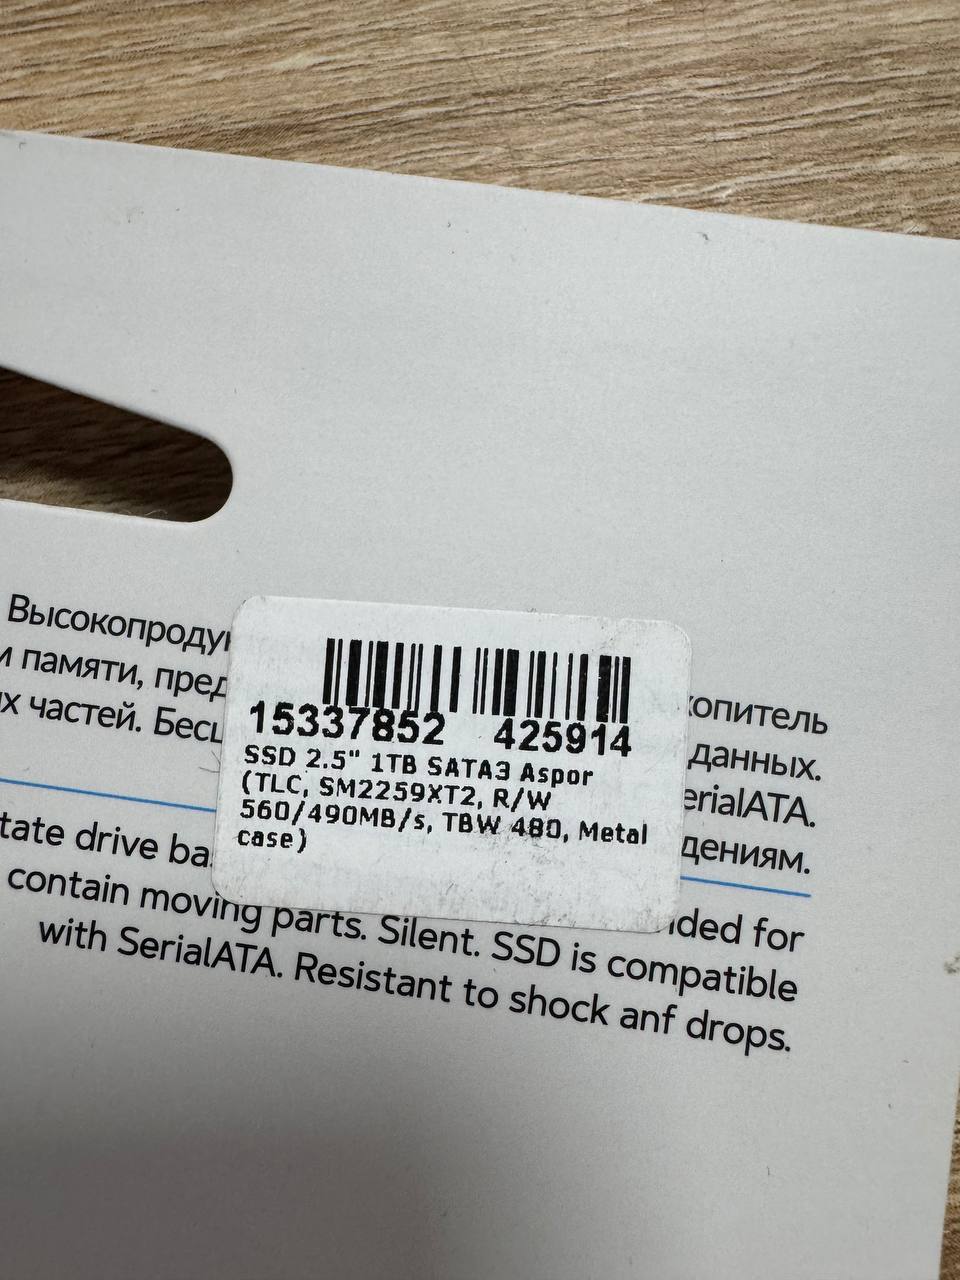 Высокопроду
и памяти, пред
х частей. Бес
копитель
данных.
erialATA.
дениям.
15337852 425914
SSD 2.5" 1TB SATA3 Aspor
(TLC, SM2259XT2, R/W
560/490MB/s, TBW 480, Metal
case)
tate drive ba
ded for
contain moving parts. Silent. SSD is compatible
with SerialATA. Resistant to shock anf drops.